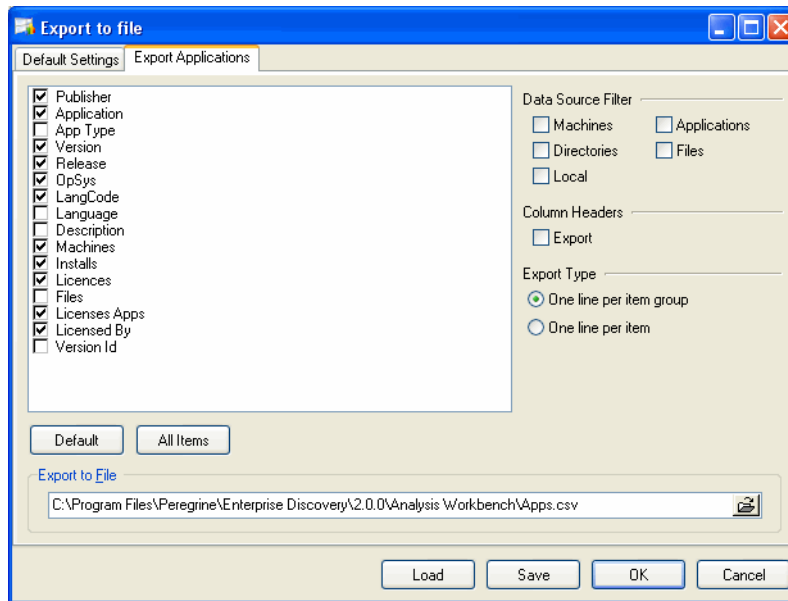 Export to file
Default Settings
Export Applications
Publisher
Application
App Type
Version
Release
OpSys
LangCode
Language
Description
Machines
Installs
Licences
Files
Licenses Apps
Licensed By
Version Id
Data Source Filter
Machines
Applications
Directories
Files
Local
Column Headers
Export
Export Type
One line per item group
One line per item
Default
All Items
Export to File
C:\Program Files\Peregrine\Enterprise Discovery\2.0.0\Analysis Workbench\Apps.csv
Load
Save
OK
Cancel